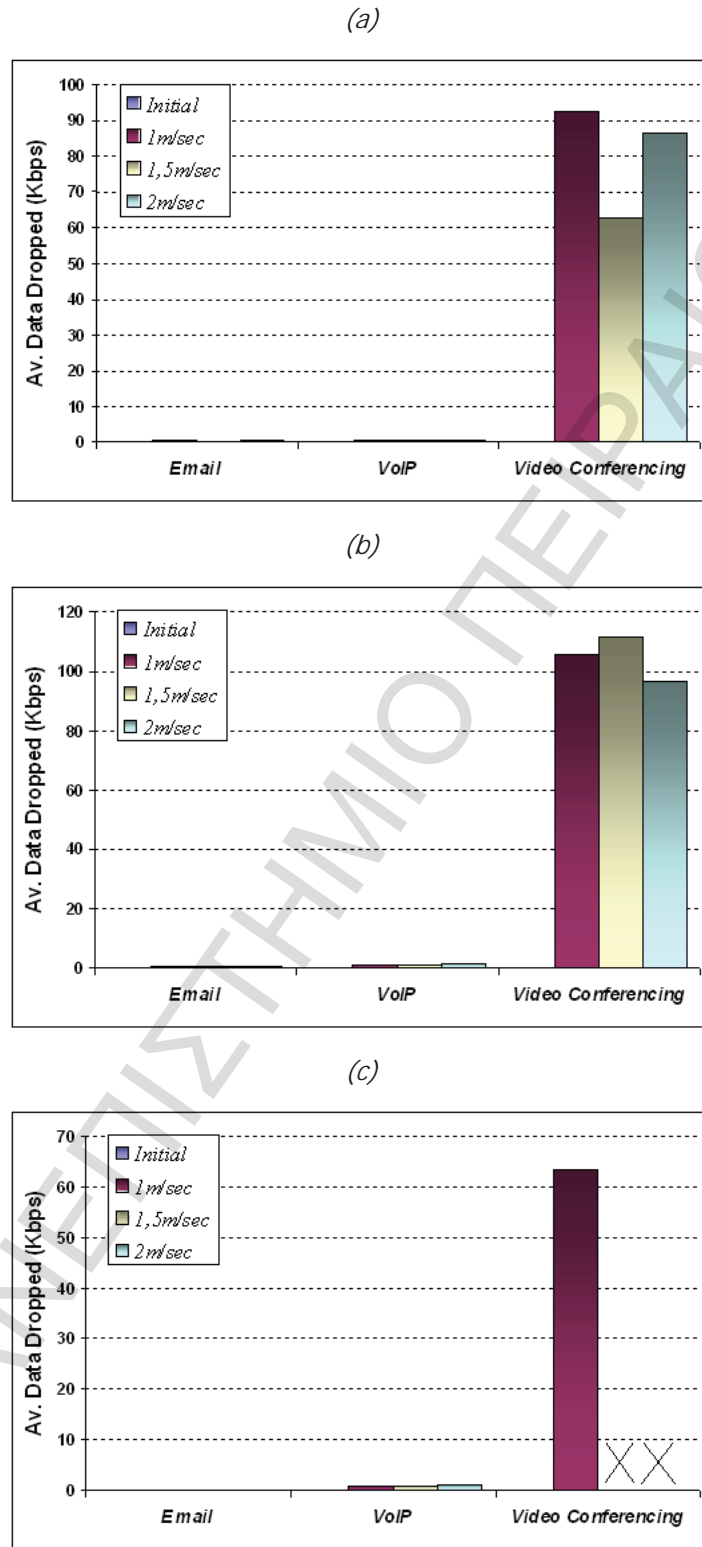 (a)
Av. Data Dropped (Kbps)
100
90
80
70
60
50
40
30
20
10
0
Initial
1m/sec
1,5m/sec
2m/sec
Email
VoIP
Video Conferencing
(b)
Av. Data Dropped (Kbps)
120
100
80
60
40
20
0
Initial
1m/sec
1,5m/sec
2m/sec
Email
VoIP
Video Conferencing
(c)
Av. Data Dropped (Kbps)
70
60
50
40
30
20
10
0
Initial
1m/sec
1,5m/sec
2m/sec
X X
Email
VoIP
Video Conferencing
ΝΕΠΙΣΤΗΜΙΟ ΠΕΙΡΑΙ